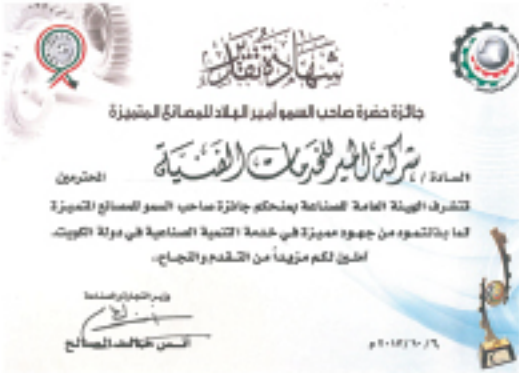 شهادة تقدير
جائزة حضرة صاحب السمو أمير البلاد للمصانع المتميزة
السادة / شركة للخدمات الفنية المحترمين
تتشرف الهيئة العامة للصناعة بمنحكم جائزة صاحب السمو للمصانع المتميزة
لما بذلتموه من جهود مميزة في خدمة التنمية الصناعية في دولة الكويت،
آملين لكم مزيداً من التقدم والنجاح،،
وزير التجارة والصناعة
أنس خالد الصالح